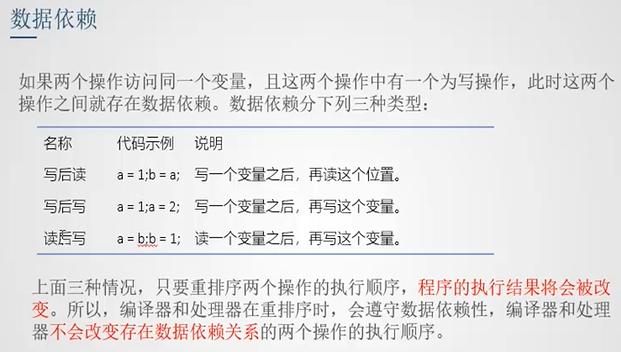 数据依赖
如果两个操作访问同一个变量，且这两个操作中有一个为写操作，此时这两个
操作之间就存在数据依赖。数据依赖分下列三种类型：
名称 代码示例 说明
写后读 a = 1;b = a; 写一个变量之后，再读这个位置。
写后写 a = 1;a = 2; 写一个变量之后，再写这个变量。
读后写 a = b;b = 1; 读一个变量之后，再写这个变量。
上面三种情况，只要重排序两个操作的执行顺序，程序的执行结果将会被改
变。所以，编译器和处理器在重排序时，会遵守数据依赖性，编译器和处理
器不会改变存在数据依赖关系的两个操作的执行顺序。